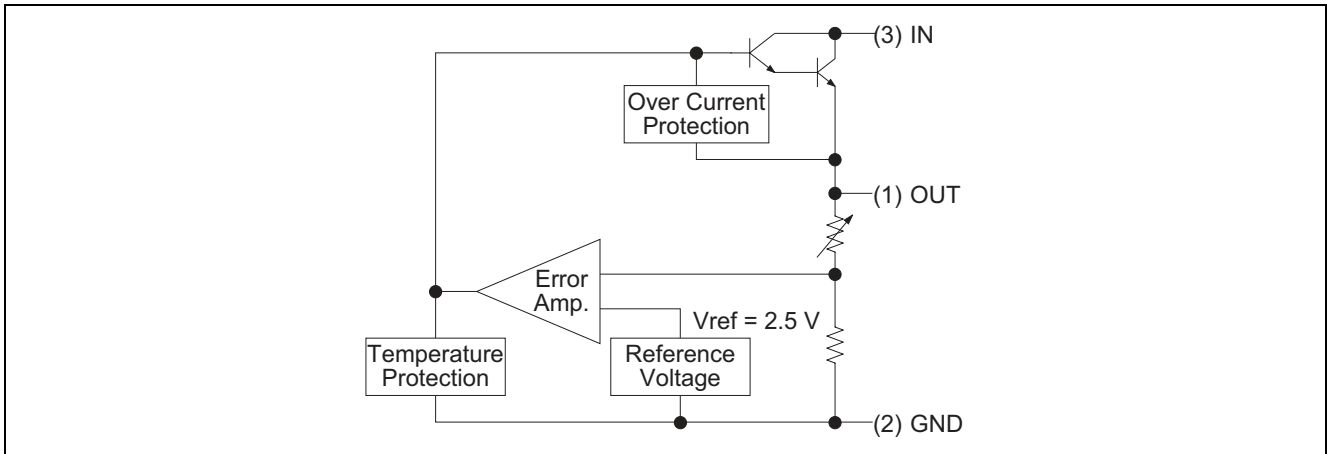 (3) IN
Over Current
Protection
(1) OUT
Error
Amp.
Vref = 2.5 V
Temperature
Protection
Reference
Voltage
(2) GND